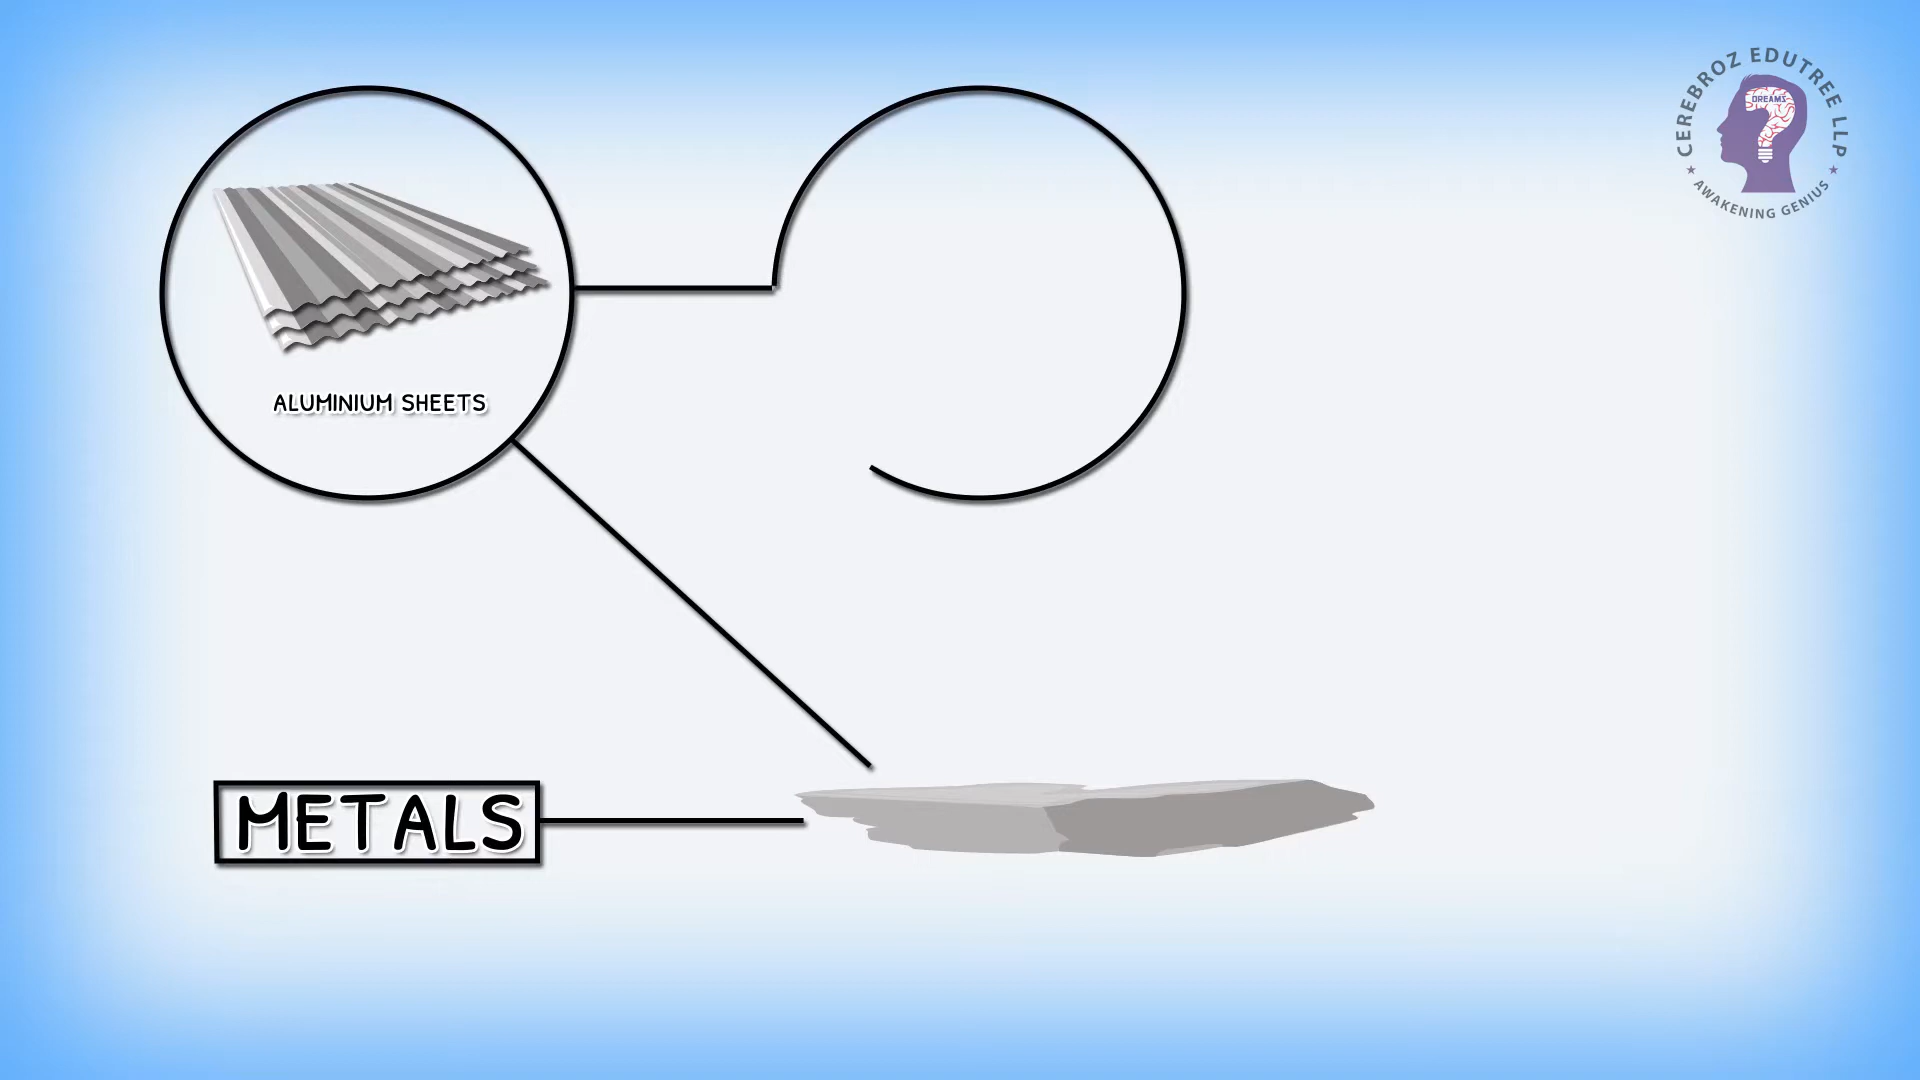 CEREBROZ EDUTREE LLP
DREAMS
★ AWAKENING GENIUS ★
ALUMINIUM SHEETS
METALS